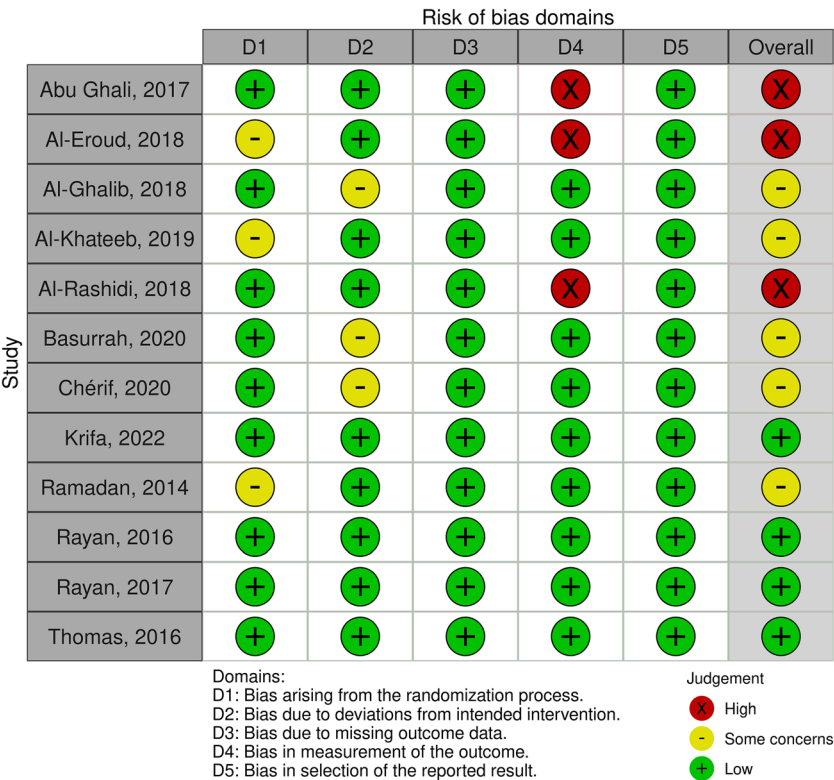 Risk of bias domains
D1 D2 D3 D4 D5 Overall
Abu Ghali, 2017 + + + X + X
Al-Eroud, 2018 - + + X + X
Al-Ghalib, 2018 + - + + + -
Al-Khateeb, 2019 - + + + + -
Al-Rashidi, 2018 + + + X + X
Basurrah, 2020 + - + + + -
Chérif, 2020 + - + + + -
Krifa, 2022 + + + + + +
Ramadan, 2014 - + + + + -
Rayan, 2016 + + + + + +
Rayan, 2017 + + + + + +
Thomas, 2016 + + + + + +
Study
Domains:
D1: Bias arising from the randomization process.
D2: Bias due to deviations from intended intervention.
D3: Bias due to missing outcome data.
D4: Bias in measurement of the outcome.
D5: Bias in selection of the reported result.
Judgement
X High
- Some concerns
+ Low